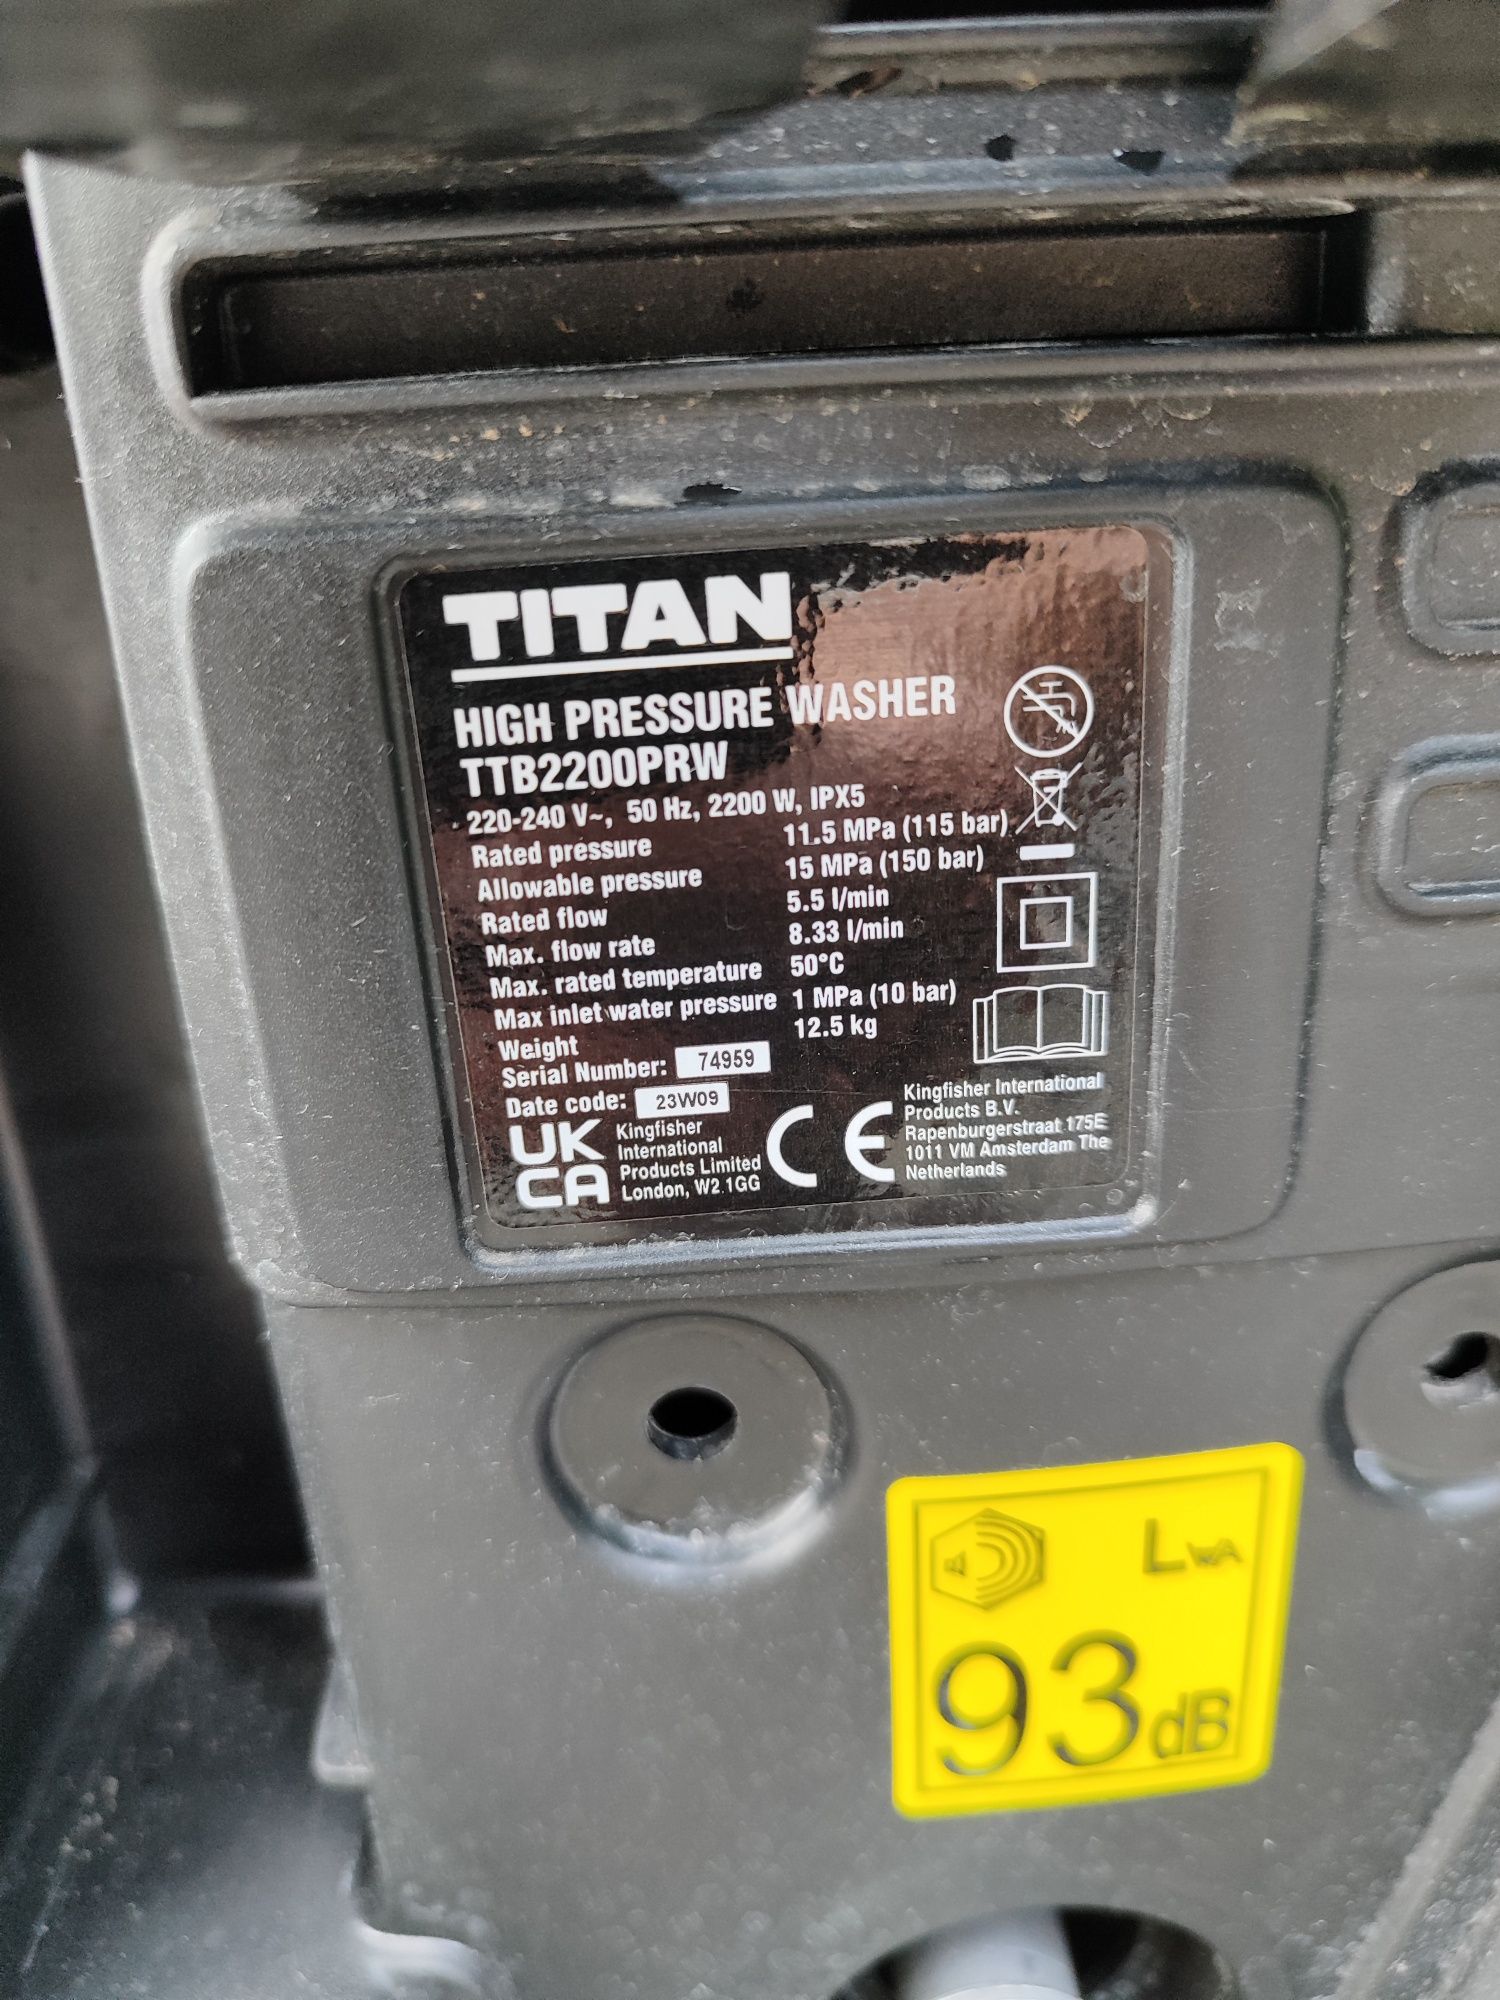 TITAN
HIGH PRESSURE WASHER
TTB2200PRW
220-240 V~, 50 Hz, 2200 W, IPX5
Rated pressure 11.5 MPa (115 bar)
Allowable pressure 15 MPa (150 bar)
Rated flow 5.5 l/min
Max. flow rate 8.33 l/min
Max. rated temperature 50°C
Max inlet water pressure 1 MPa (10 bar)
Weight 12.5 kg
Serial Number: 74959
Date code: 23W09
UK
CA
Kingfisher
International
Products Limited
London, W2 1GG
CE
Kingfisher International
Products B.V.
Rapenburgerstraat 175E
1011 VM Amsterdam The
Netherlands
LWA
93dB